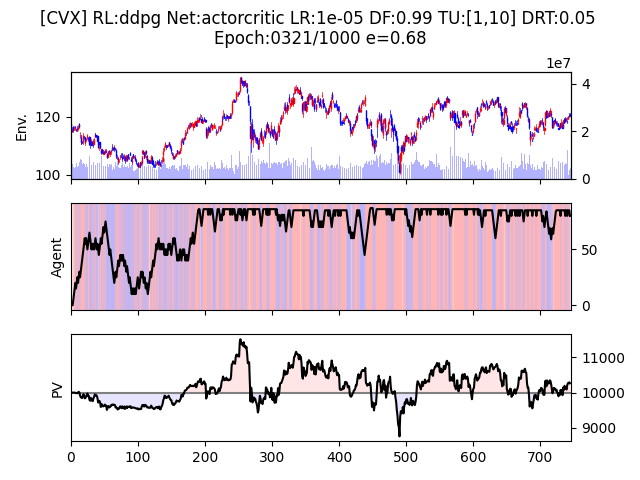 [CVX] RL:ddpg Net:actorcritic LR:1e-05 DF:0.99 TU:[1,10] DRT:0.05
Epoch:0321/1000 e=0.68
1e7
Env.
120
100
4
2
0
Agent
50
0
PV
11000
10000
9000
0 100 200 300 400 500 600 700